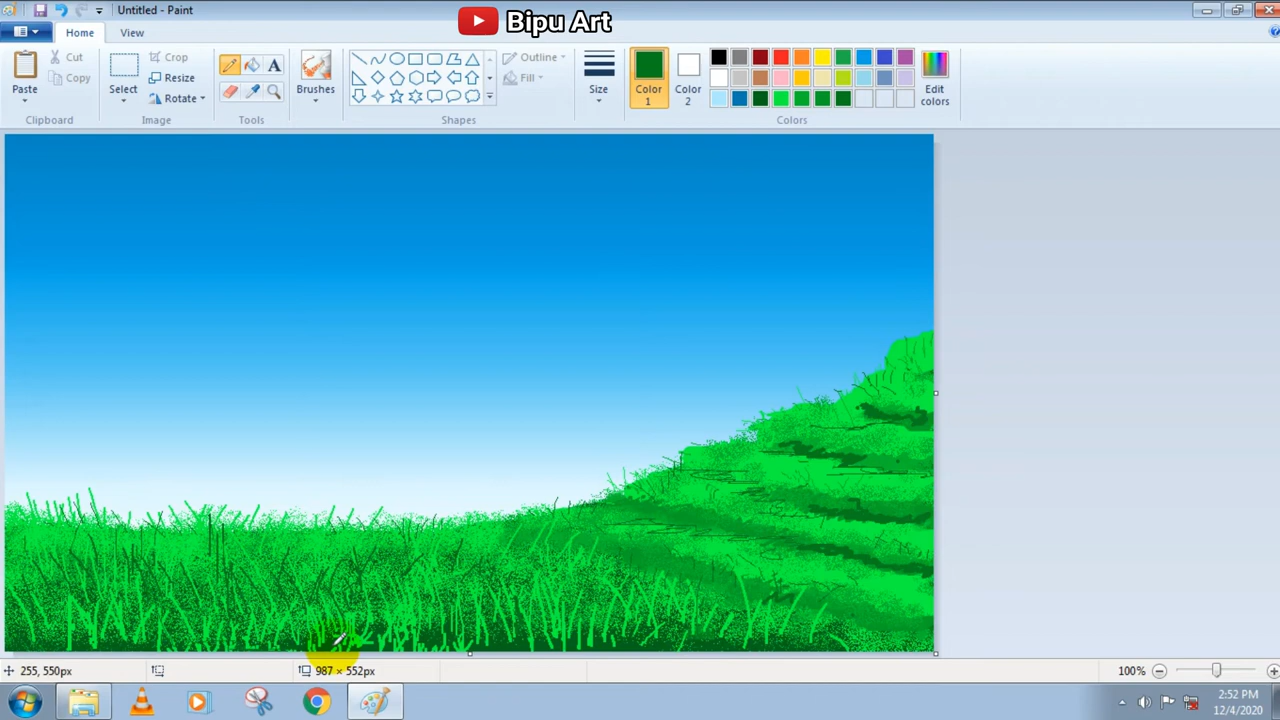 Untitled - Paint
Bipu Art
Home
View
Paste
Cut
Copy
Clipboard
Select
Crop
Resize
Rotate
Image
A
Tools
Brushes
Outline
Fill
Shapes
Size
Color 1
Color 2
Edit colors
Colors
255, 550px
987 × 552px
100%
2:52 PM
12/4/2020